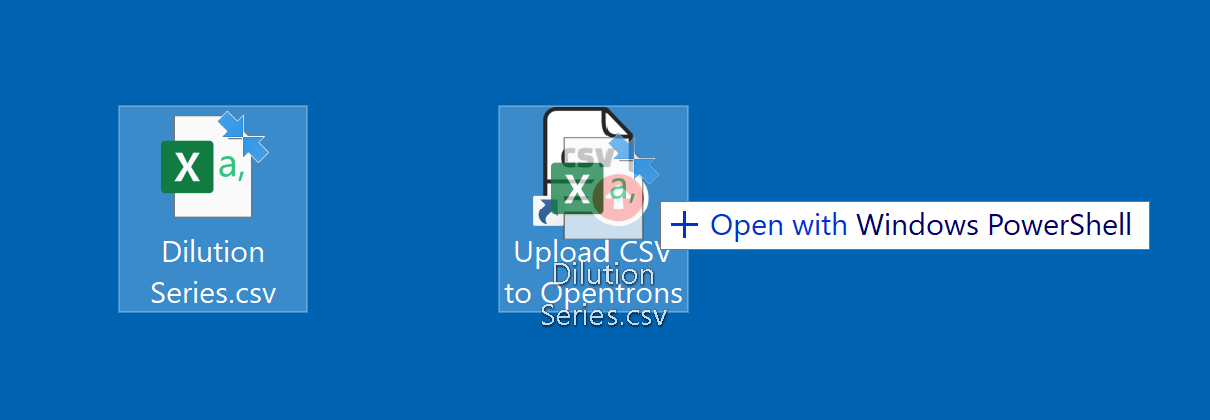 X a,
Dilution
Series.csv
CSV
X a,
Upload CSV
to Opentrons
Dilution
Series.csv
+ Open with Windows PowerShell